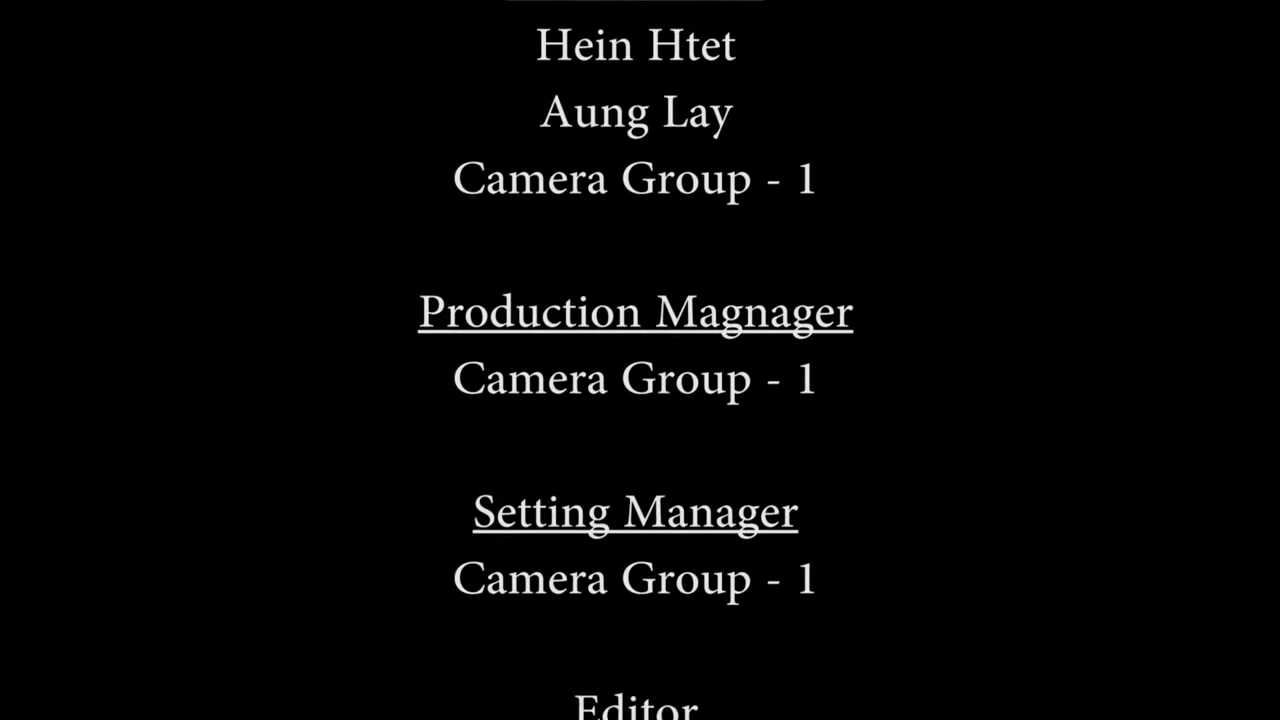 Hein Htet
Aung Lay
Camera Group - 1
Production Magnager
Camera Group - 1
Setting Manager
Camera Group - 1
Editor